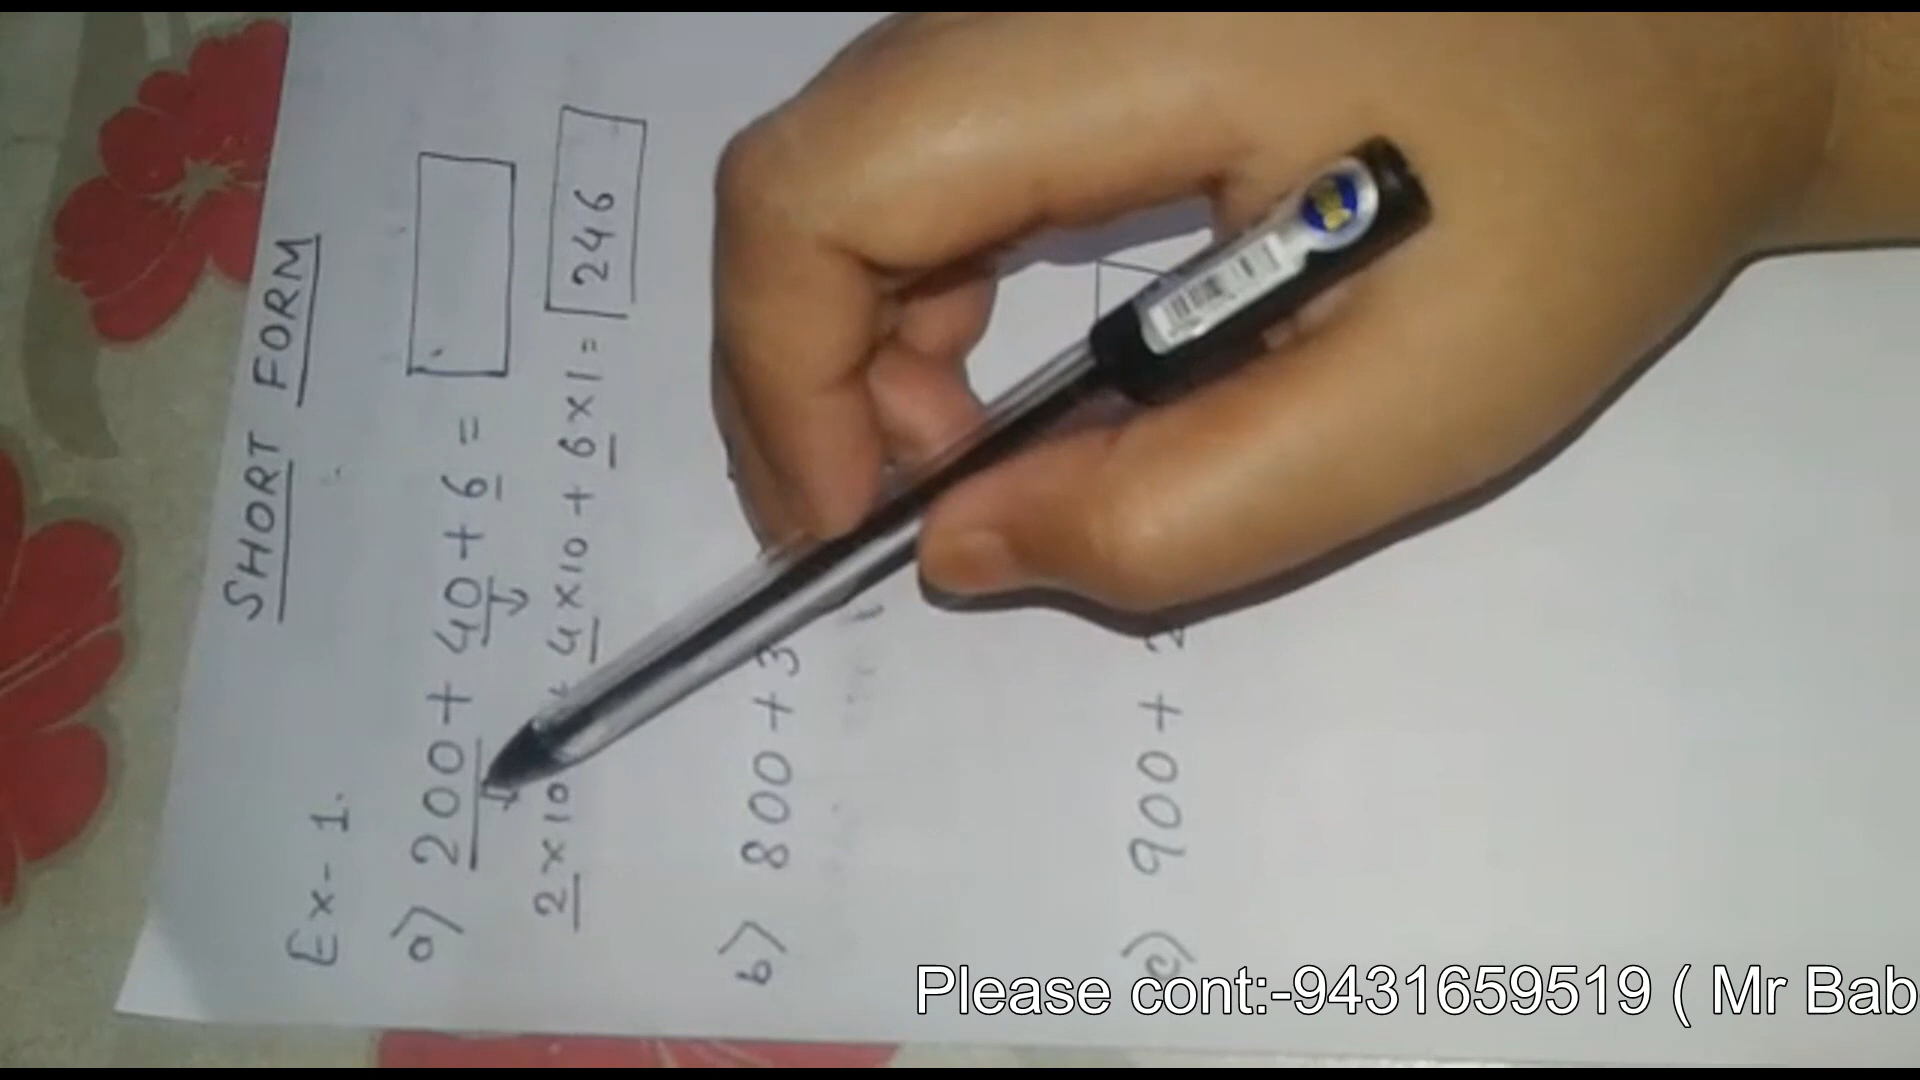 SHORT FORM
Ex- 1.
a) 200 + 40 + 6 =
2 x 10 4 x 10 + 6 x 1 = 246
b) 800 + 3
c) 900 + 2
Please cont:-9431659519 ( Mr Bab